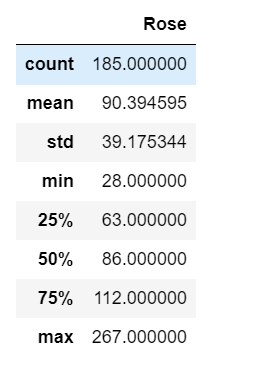 Rose
count 185.000000
mean 90.394595
std 39.175344
min 28.000000
25% 63.000000
50% 86.000000
75% 112.000000
max 267.000000